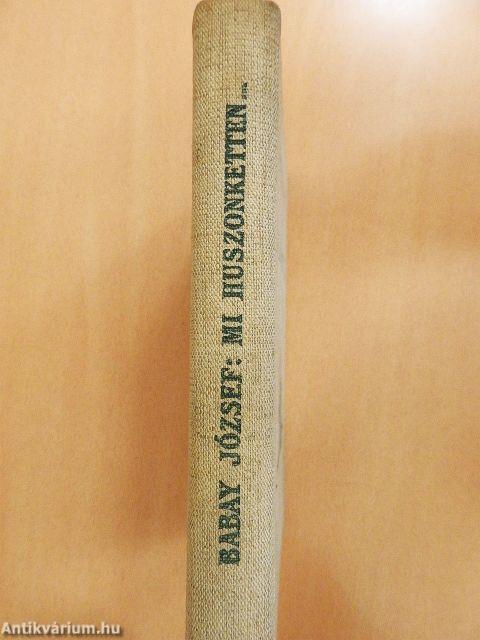 BABAY JÓZSEF: MI HUSZONKETTEN...
Antikvárium.hu